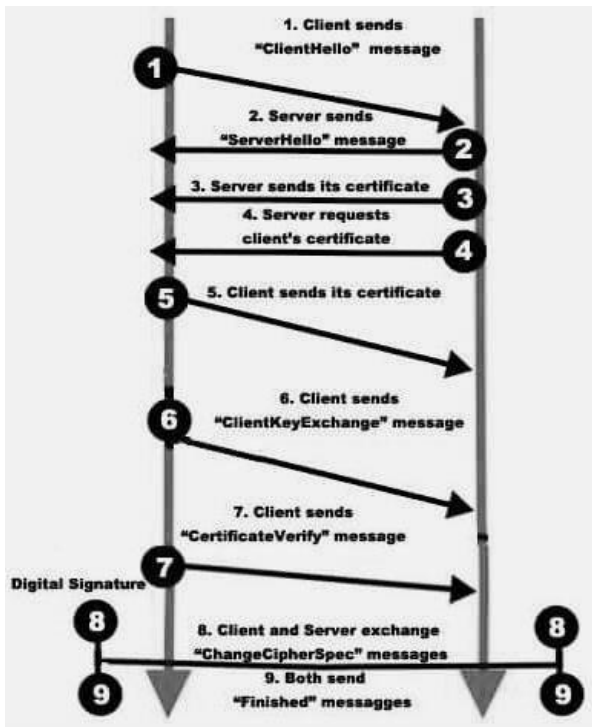 1. Client sends
“ClientHello” message
1
2. Server sends
“ServerHello” message
2
3. Server sends its certificate
3
4. Server requests
client's certificate
4
5
5. Client sends its certificate
6. Client sends
“ClientKeyExchange” message
6
7. Client sends
“CertificateVerify” message
7
Digital Signature
8
8
8. Client and Server exchange
“ChangeCipherSpec” messages
9. Both send
“Finished” messagges
9
9